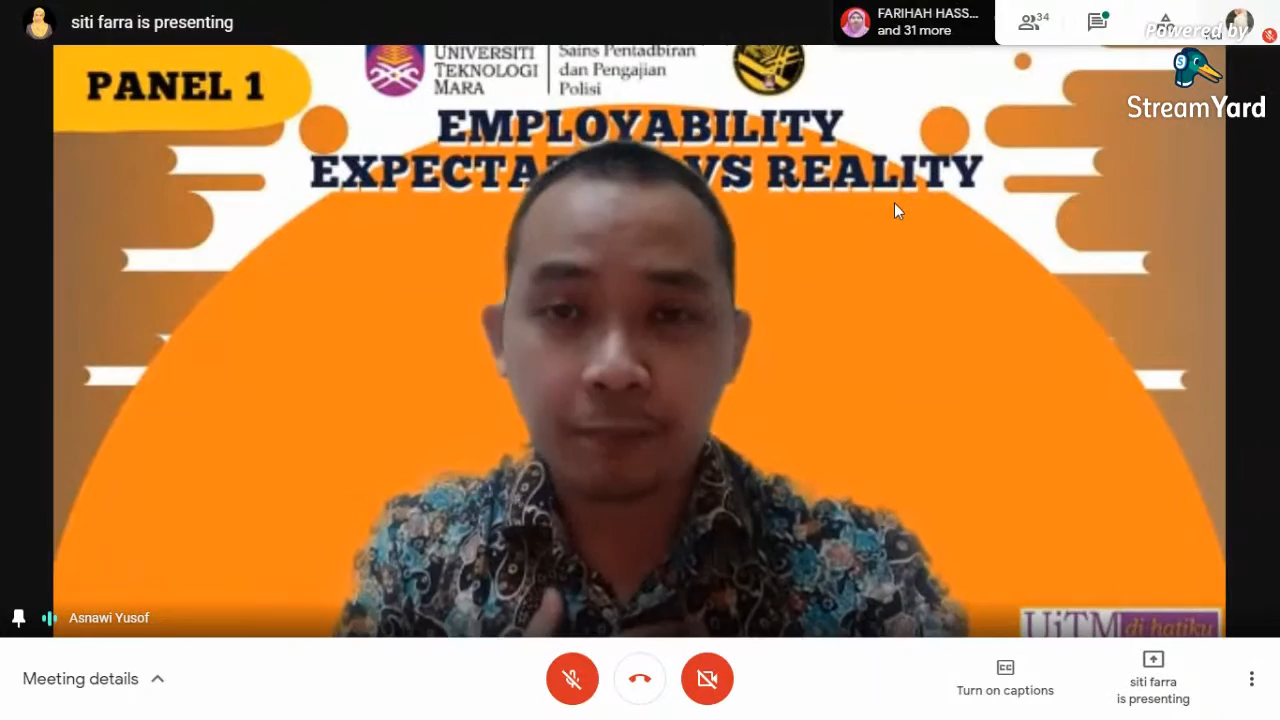 siti farra is presenting
FARIHAH HASS...
and 31 more
34
Powered by
StreamYard
PANEL 1
UNIVERSITI
TEKNOLOGI
MARA
Sains Pentadbiran
dan Pengajian
Polisi
EMPLOYABILITY
EXPECTA VS REALITY
Asnawi Yusof
UiTM di hatiku
Meeting details
CC
Turn on captions
siti farra
is presenting